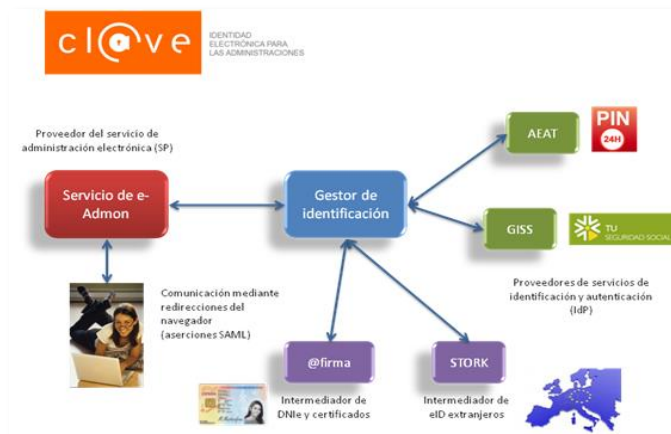 cl@ve
IDENTIDAD
ELECTRÓNICA PARA
LAS ADMINISTRACIONES
Proveedor del servicio de
administración electrónica (SP)
Servicio de e-
Admon
Gestor de
identificación
AEAT
PIN
24H
GISS
TU
SEGURIDAD SOCIAL
Proveedores de servicios de
identificación y autenticación
(IdP)
Comunicación mediante
redirecciones del
navegador
(aserciones SAML)
@firma
STORK
Intermediador de
DNIe y certificados
Intermediador de
eID extranjeros